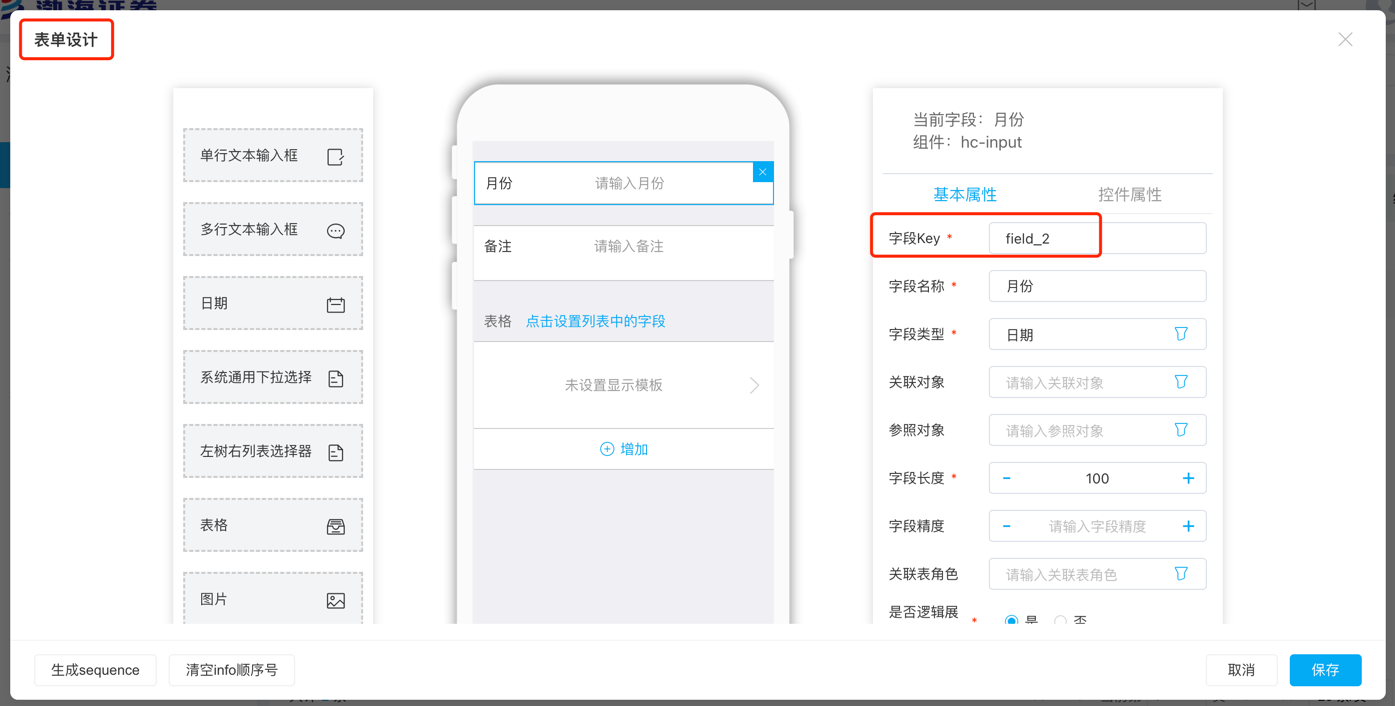 渤海证券
表单设计
单行文本输入框
多行文本输入框
日期
系统通用下拉选择
左树右列表选择器
表格
图片
月份 请输入月份
备注 请输入备注
表格 点击设置列表中的字段
未设置显示模板
增加
当前字段：月份
组件：hc-input
基本属性 控件属性
字段Key * field_2
字段名称 * 月份
字段类型 * 日期
关联对象 请输入关联对象
参照对象 请输入参照对象
字段长度 * - 100 +
字段精度 - 请输入字段精度 +
关联表角色 请输入关联表角色
是否逻辑展 * 是 否
生成sequence 清空info顺序号 取消 保存